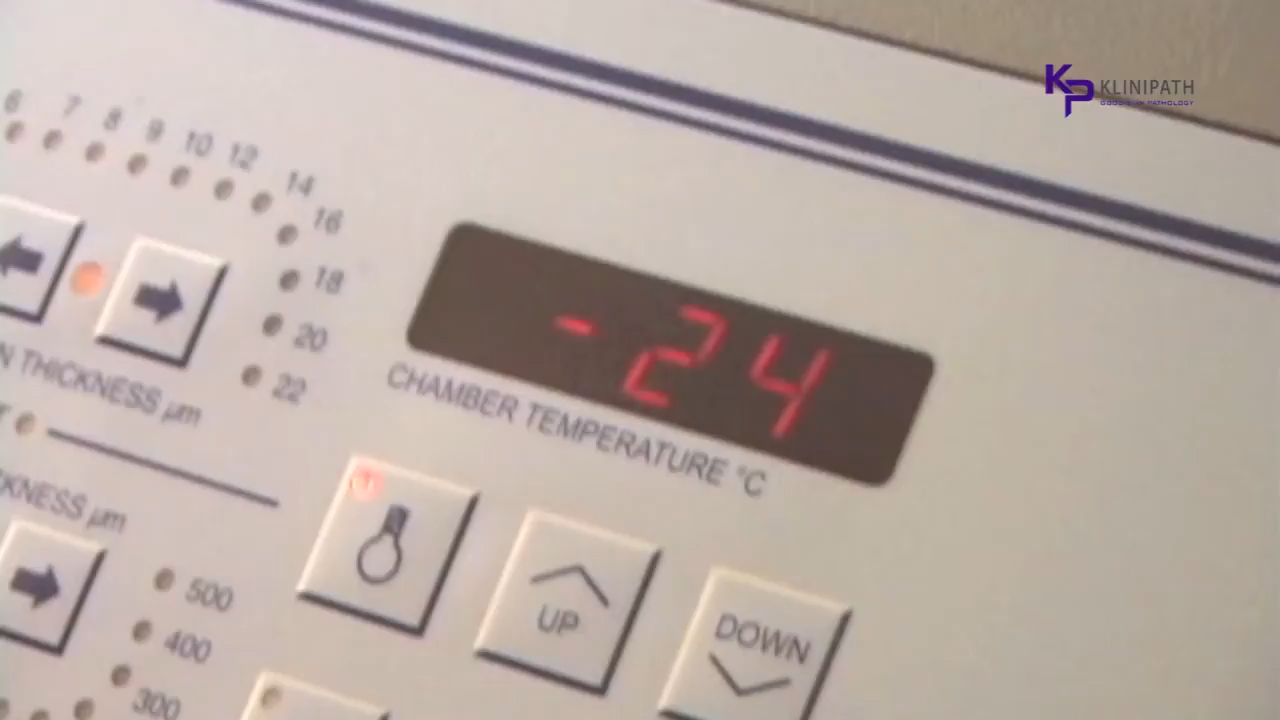 KP KLINIPATH
6 7 8 9 10 12 14
16
18
20
22
-24
CHAMBER TEMPERATURE °C
N THICKNESS µm
KNESS µm
UP
DOWN
500
400
300